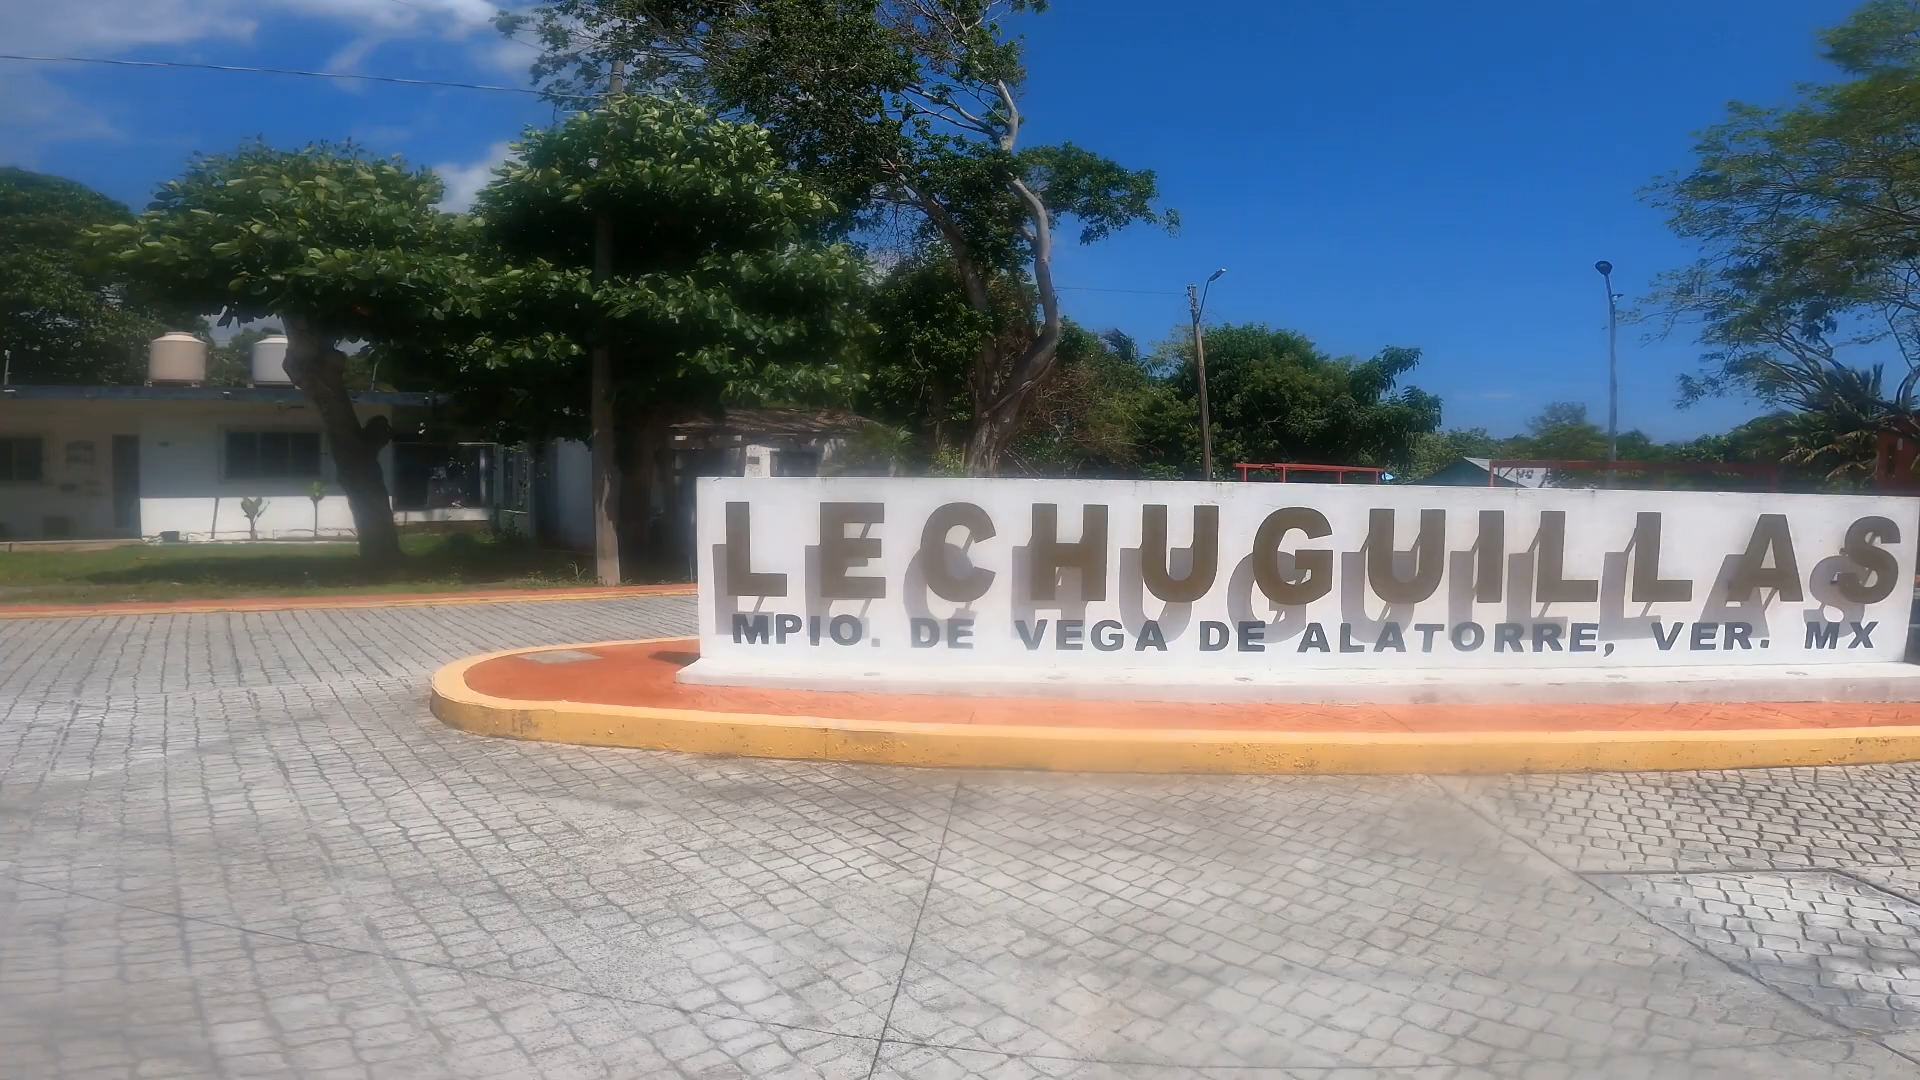 LECHUGUILLAS
MPIO. DE VEGA DE ALATORRE, VER. MX